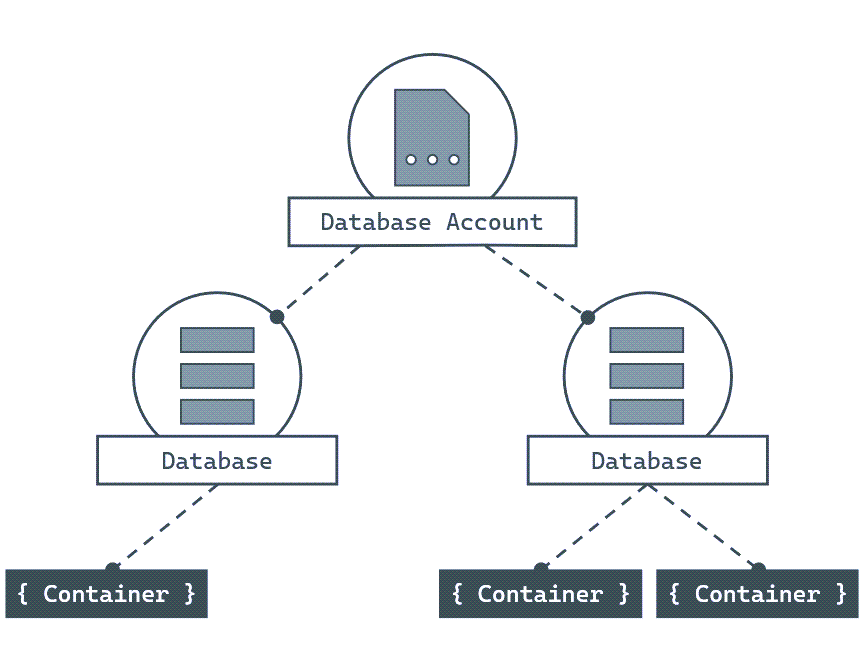 Database Account
Database
Database
{ Container }
{ Container }
{ Container }